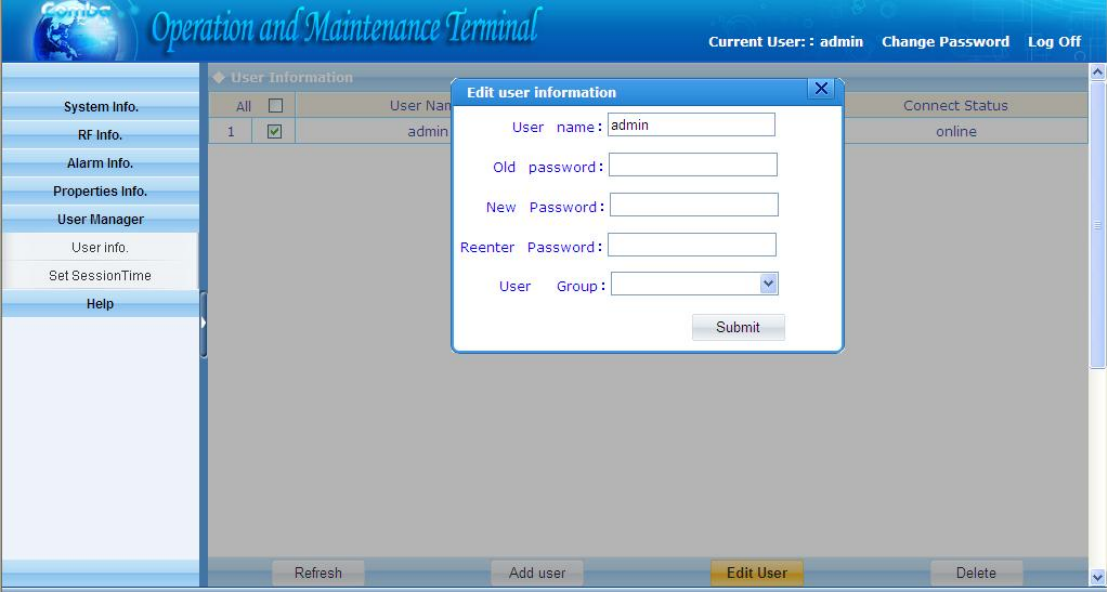 Comba
Operation and Maintenance Terminal
Current User: : admin Change Password Log Off
System Info.
RF Info.
Alarm Info.
Properties Info.
User Manager
User info.
Set SessionTime
Help
User Information
All User Nam Connect Status
1 admin online
Edit user information
User name: admin
Old password:
New Password:
Reenter Password:
User Group:
Submit
Refresh Add user Edit User Delete